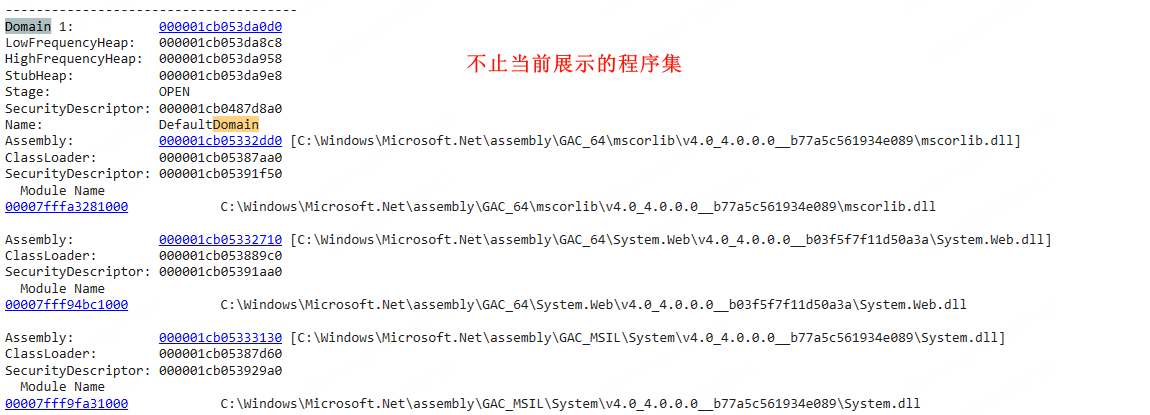 --------------------------------------
Domain 1: 000001cb053da0d0
LowFrequencyHeap: 000001cb053da8c8
HighFrequencyHeap: 000001cb053da958
StubHeap: 000001cb053da9e8
Stage: OPEN
SecurityDescriptor: 000001cb0487d8a0
Name: DefaultDomain
Assembly: 000001cb05332dd0 [C:\Windows\Microsoft.Net\assembly\GAC_64\mscorlib\v4.0_4.0.0.0__b77a5c561934e089\mscorlib.dll]
ClassLoader: 000001cb05387aa0
SecurityDescriptor: 000001cb05391f50
Module Name
00007fffa3281000 C:\Windows\Microsoft.Net\assembly\GAC_64\mscorlib\v4.0_4.0.0.0__b77a5c561934e089\mscorlib.dll
Assembly: 000001cb05332710 [C:\Windows\Microsoft.Net\assembly\GAC_64\System.Web\v4.0_4.0.0.0__b03f5f7f11d50a3a\System.Web.dll]
ClassLoader: 000001cb053889c0
SecurityDescriptor: 000001cb05391aa0
Module Name
00007fff94bc1000 C:\Windows\Microsoft.Net\assembly\GAC_64\System.Web\v4.0_4.0.0.0__b03f5f7f11d50a3a\System.Web.dll
Assembly: 000001cb05333130 [C:\Windows\Microsoft.Net\assembly\GAC_MSIL\System\v4.0_4.0.0.0__b77a5c561934e089\System.dll]
ClassLoader: 000001cb05387d60
SecurityDescriptor: 000001cb053929a0
Module Name
00007fff9fa31000 C:\Windows\Microsoft.Net\assembly\GAC_MSIL\System\v4.0_4.0.0.0__b77a5c561934e089\System.dll
不止当前展示的程序集